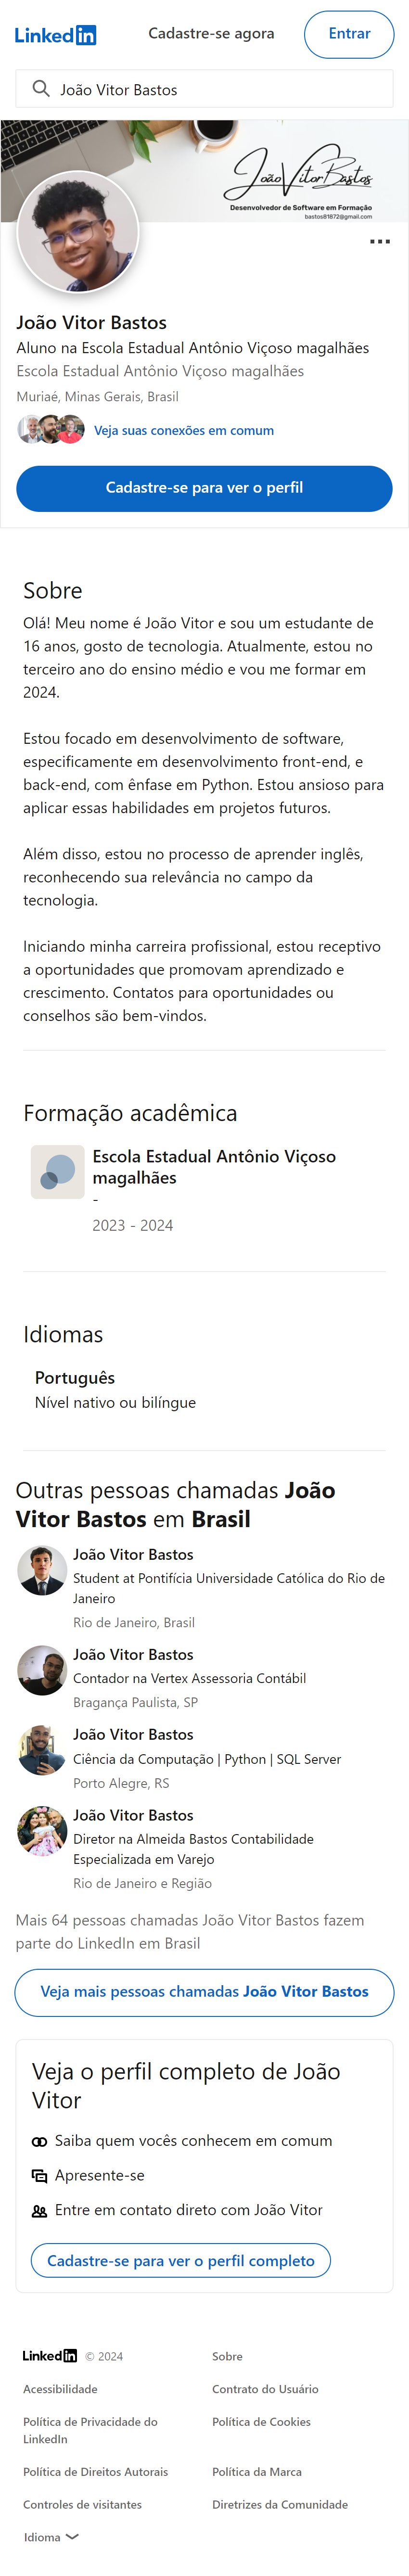 LinkedIn
Cadastre-se agora
Entrar
João Vitor Bastos
João Vitor Bastos
Desenvolvedor de Software em Formação
bastos81872@gmail.com
João Vitor Bastos
Aluno na Escola Estadual Antônio Viçoso magalhães
Escola Estadual Antônio Viçoso magalhães
Muriaé, Minas Gerais, Brasil
Veja suas conexões em comum
Cadastre-se para ver o perfil
Sobre
Olá! Meu nome é João Vitor e sou um estudante de
16 anos, gosto de tecnologia. Atualmente, estou no
terceiro ano do ensino médio e vou me formar em
2024.
Estou focado em desenvolvimento de software,
especificamente em desenvolvimento front-end, e
back-end, com ênfase em Python. Estou ansioso para
aplicar essas habilidades em projetos futuros.
Além disso, estou no processo de aprender inglês,
reconhecendo sua relevância no campo da
tecnologia.
Iniciando minha carreira profissional, estou receptivo
a oportunidades que promovam aprendizado e
crescimento. Contatos para oportunidades ou
conselhos são bem-vindos.
Formação acadêmica
Escola Estadual Antônio Viçoso
magalhães
-
2023 - 2024
Idiomas
Português
Nível nativo ou bilíngue
Outras pessoas chamadas João
Vitor Bastos em Brasil
João Vitor Bastos
Student at Pontifícia Universidade Católica do Rio de
Janeiro
Rio de Janeiro, Brasil
João Vitor Bastos
Contador na Vertex Assessoria Contábil
Bragança Paulista, SP
João Vitor Bastos
Ciência da Computação | Python | SQL Server
Porto Alegre, RS
João Vitor Bastos
Diretor na Almeida Bastos Contabilidade
Especializada em Varejo
Rio de Janeiro e Região
Mais 64 pessoas chamadas João Vitor Bastos fazem
parte do LinkedIn em Brasil
Veja mais pessoas chamadas João Vitor Bastos
Veja o perfil completo de João
Vitor
Saiba quem vocês conhecem em comum
Apresente-se
Entre em contato direto com João Vitor
Cadastre-se para ver o perfil completo
LinkedIn © 2024
Sobre
Acessibilidade
Contrato do Usuário
Política de Privacidade do
LinkedIn
Política de Cookies
Política de Direitos Autorais
Política da Marca
Controles de visitantes
Diretrizes da Comunidade
Idioma